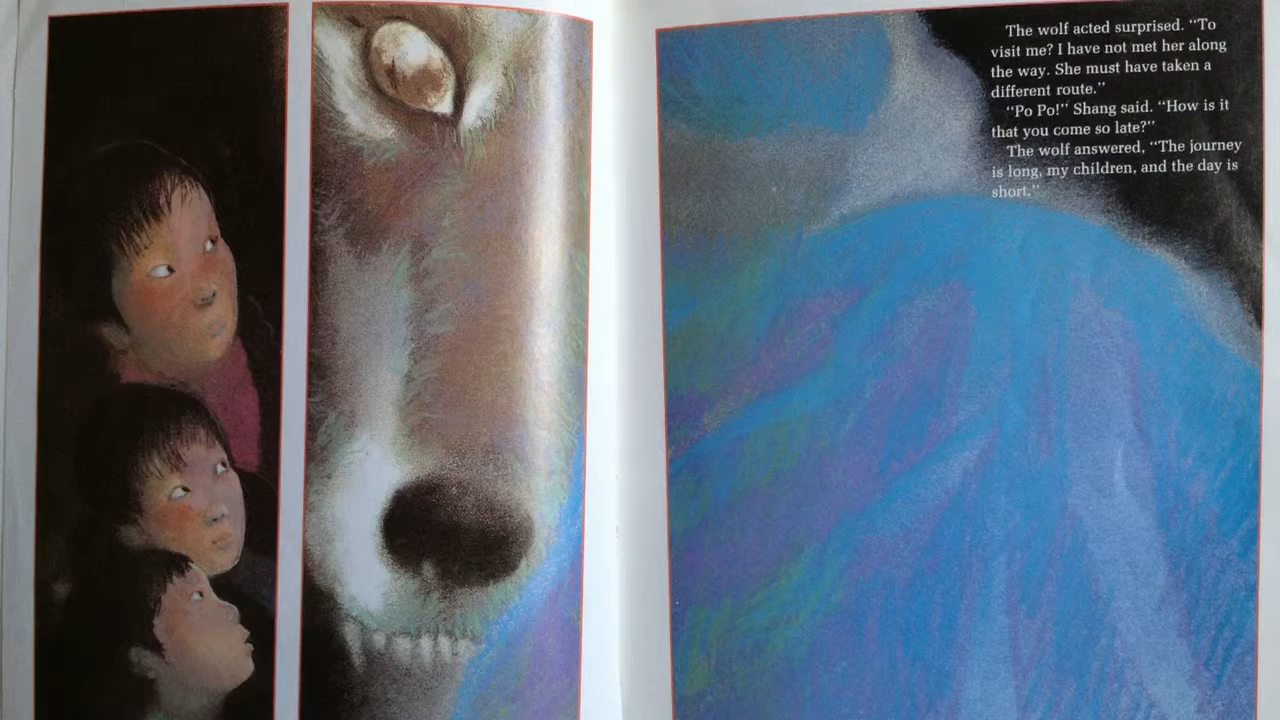 The wolf acted surprised. “To
visit me? I have not met her along
the way. She must have taken a
different route.”
“Po Po!” Shang said. “How is it
that you come so late?”
The wolf answered, “The journey
is long, my children, and the day is
short.”